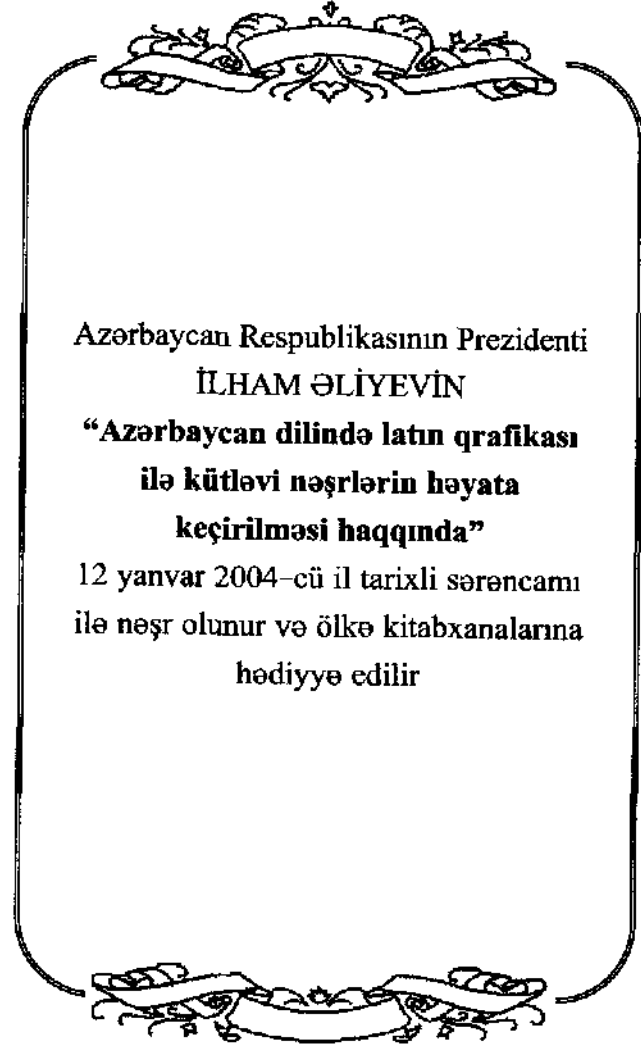 Azərbaycan Respublikasının Prezidenti
İLHAM ƏLİYEVİN
“Azərbaycan dilində latın qrafikası
ilə kütləvi nəşrlərin həyata
keçirilməsi haqqında”
12 yanvar 2004–cü il tarixli sərəncamı
ilə nəşr olunur və ölkə kitabxanalarına
hədiyyə edilir